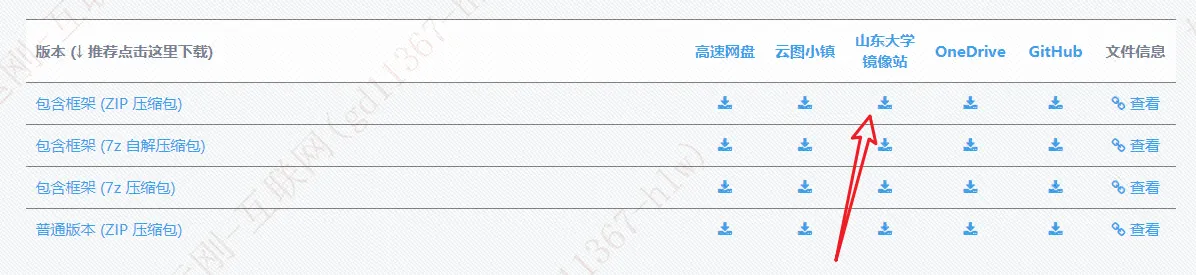 版本 (↓ 推荐点击这里下载) 高速网盘 云图小镇 山东大学 OneDrive GitHub 文件信息
镜像站
包含框架 (ZIP 压缩包) 查看
包含框架 (7z 自解压缩包) 查看
包含框架 (7z 压缩包) 查看
普通版本 (ZIP 压缩包) 查看
刚-互联网(gd11367-hlw)